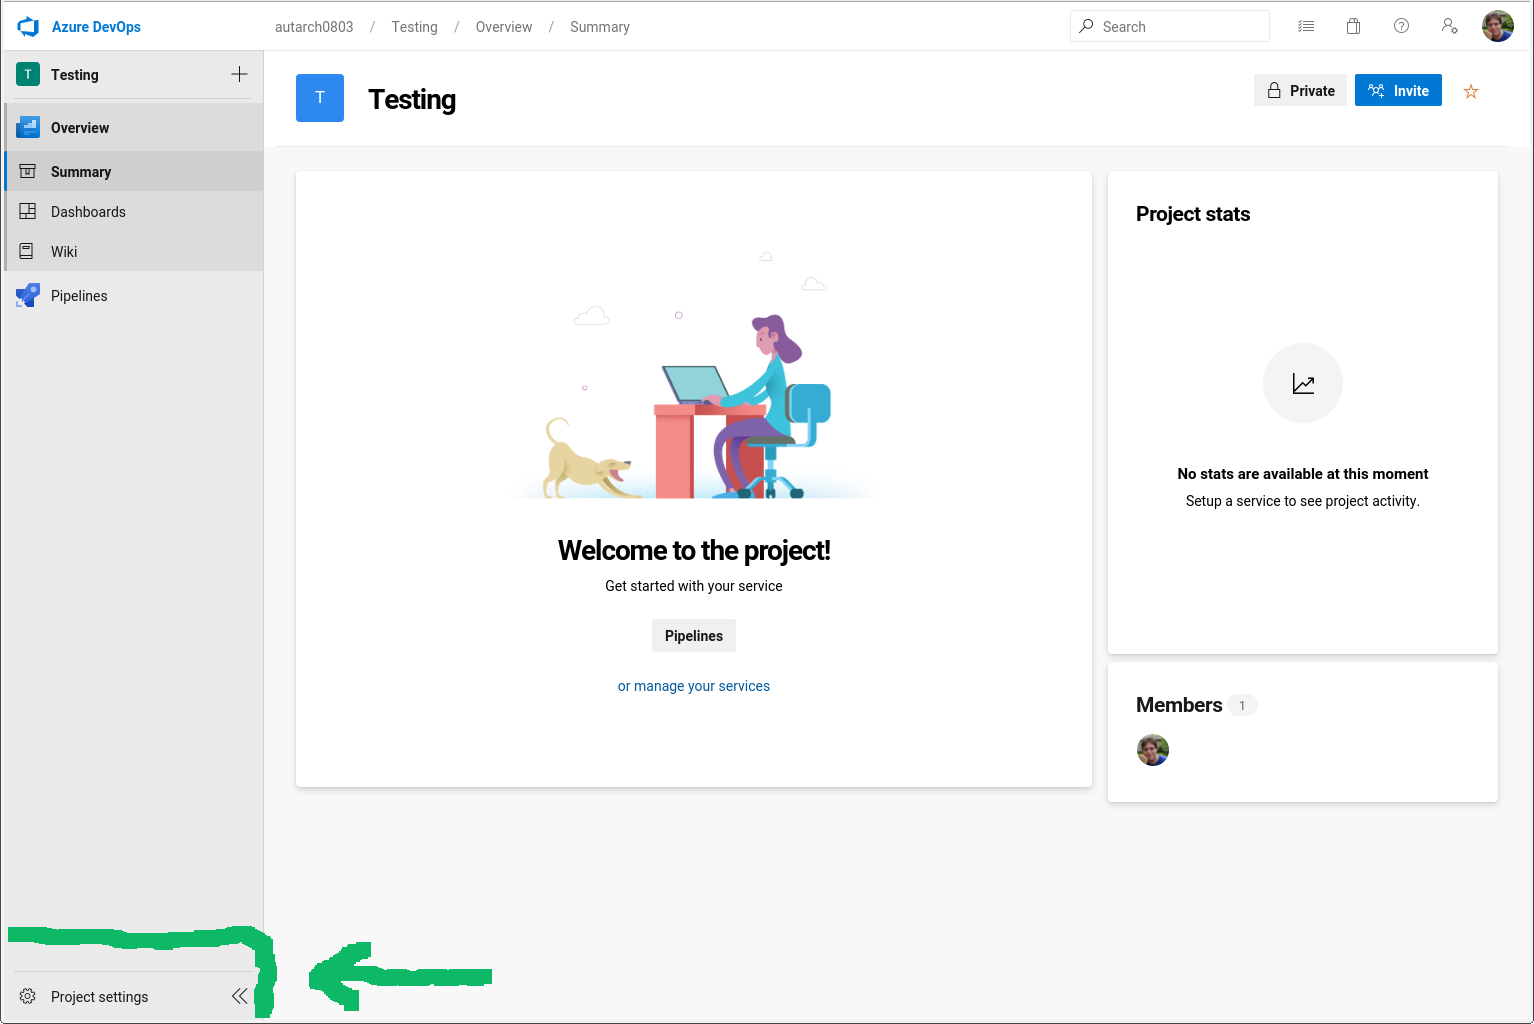 Azure DevOps
autarch0803 / Testing / Overview / Summary
Search
T Testing
Overview
Summary
Dashboards
Wiki
Pipelines
Project settings
T Testing
Private
Invite
Welcome to the project!
Get started with your service
Pipelines
or manage your services
Project stats
No stats are available at this moment
Setup a service to see project activity.
Members 1